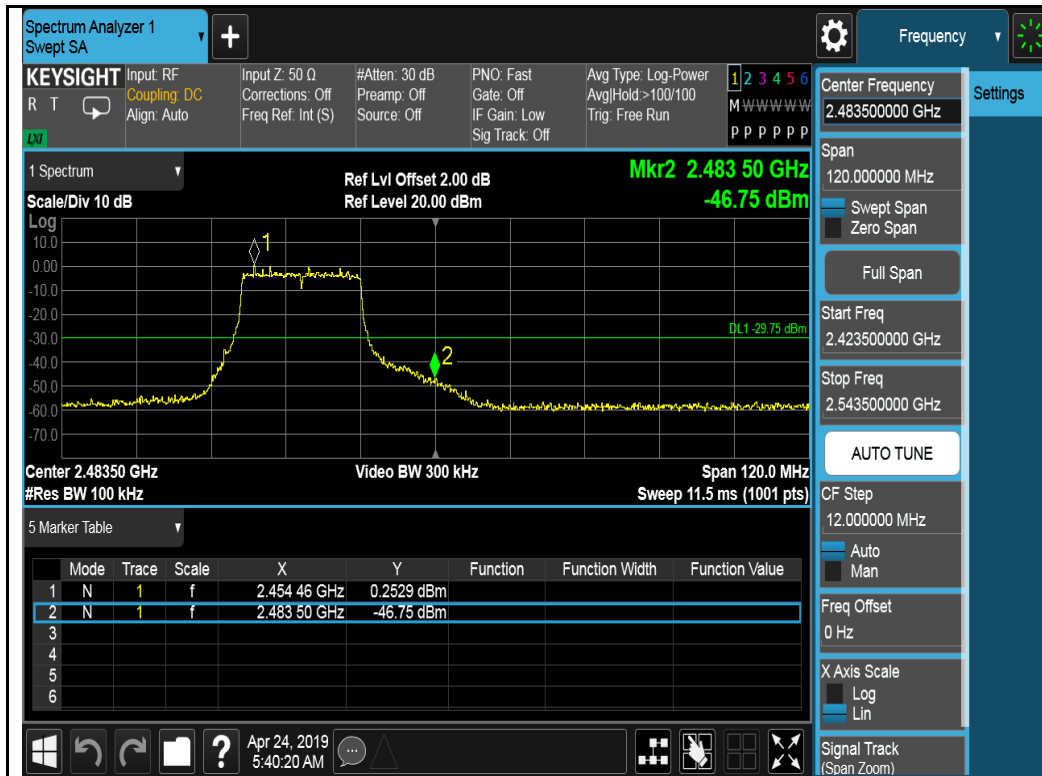 Spectrum Analyzer 1
Swept SA
+
Frequency
KEYSIGHT
R T
LXI
Input: RF
Coupling: DC
Align: Auto
Input Z: 50 Ω
Corrections: Off
Freq Ref: Int (S)
#Atten: 30 dB
Preamp: Off
Source: Off
PNO: Fast
Gate: Off
IF Gain: Low
Sig Track: Off
Avg Type: Log-Power
Avg|Hold:>100/100
Trig: Free Run
1 2 3 4 5 6
M W W W W W
P P P P P P
1 Spectrum
Scale/Div 10 dB
Ref Lvl Offset 2.00 dB
Ref Level 20.00 dBm
Mkr2 2.483 50 GHz
-46.75 dBm
Log
10.0
0.00
-10.0
-20.0
-30.0
-40.0
-50.0
-60.0
-70.0
1
2
DL1 -29.75 dBm
Center 2.48350 GHz
#Res BW 100 kHz
Video BW 300 kHz
Span 120.0 MHz
Sweep 11.5 ms (1001 pts)
5 Marker Table
Mode Trace Scale X Y Function Function Width Function Value
1 N 1 f 2.454 46 GHz 0.2529 dBm
2 N 1 f 2.483 50 GHz -46.75 dBm
3
4
5
6
?
Apr 24, 2019
5:40:20 AM
Center Frequency
2.483500000 GHz
Span
120.000000 MHz
Swept Span
Zero Span
Full Span
Start Freq
2.423500000 GHz
Stop Freq
2.543500000 GHz
AUTO TUNE
CF Step
12.000000 MHz
Auto
Man
Freq Offset
0 Hz
X Axis Scale
Log
Lin
Signal Track
(Span Zoom)
Settings